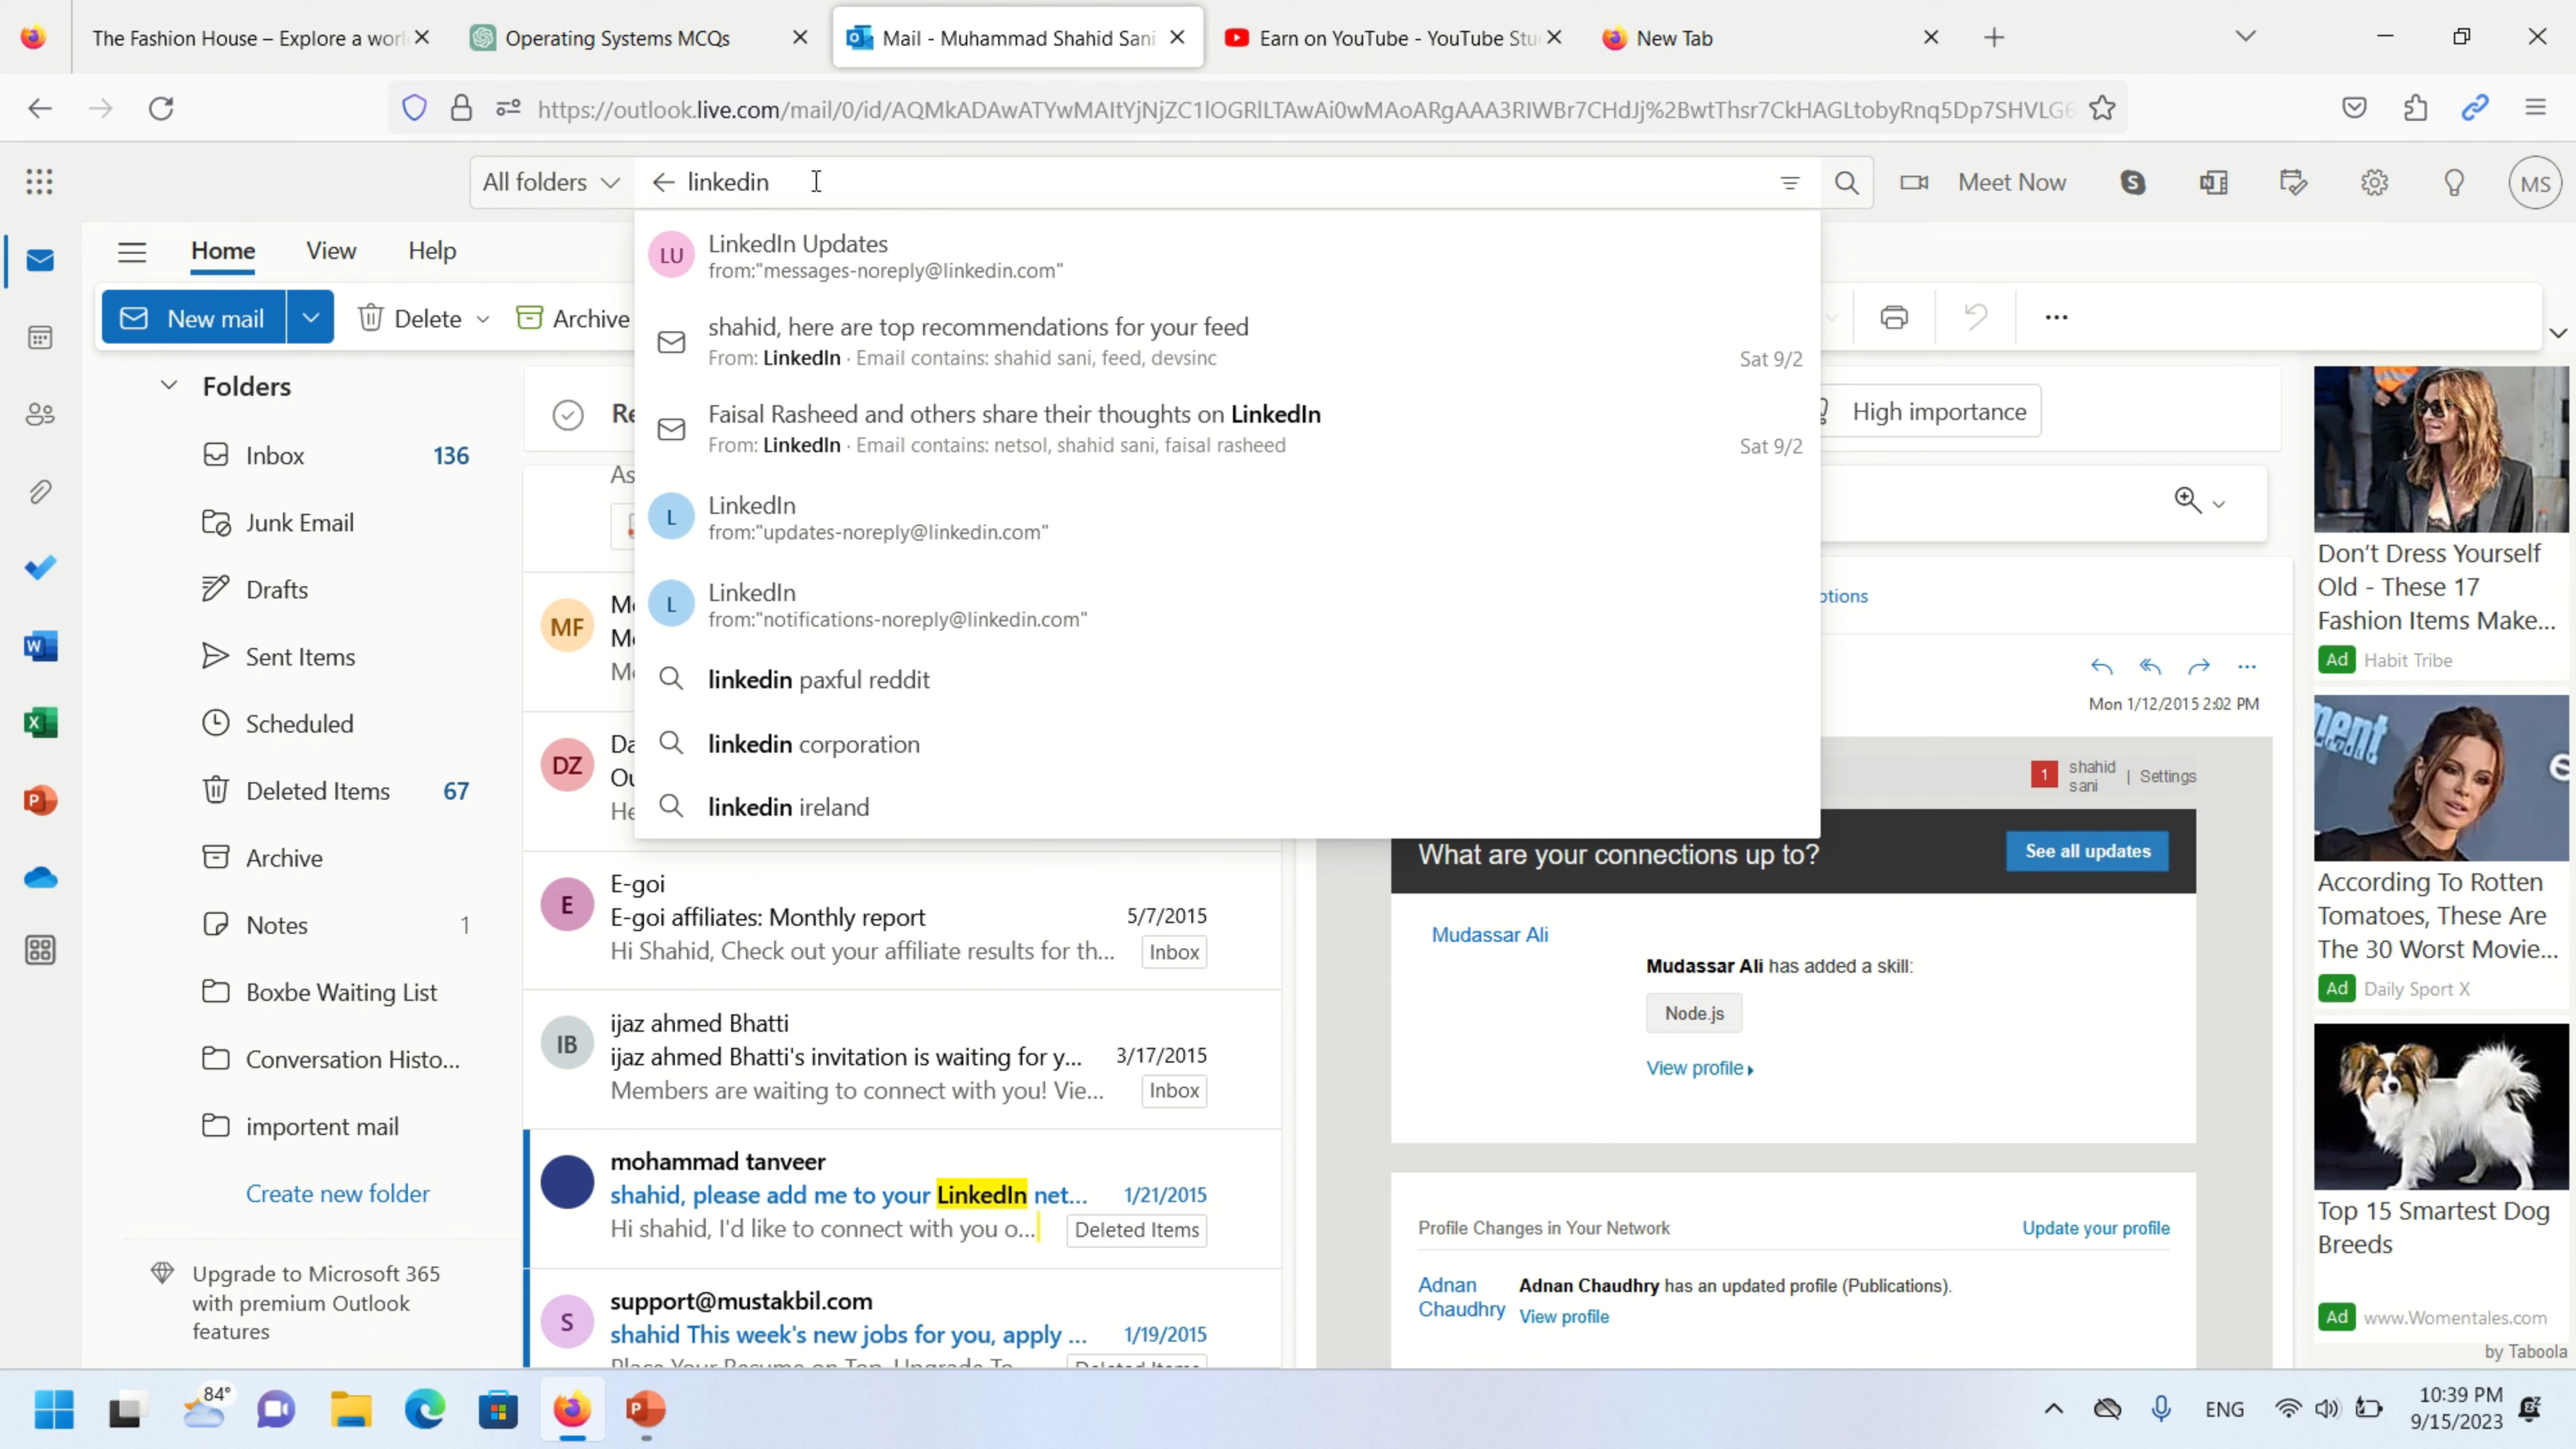 The Fashion House – Explore a worl
Operating Systems MCQs
Mail - Muhammad Shahid Sani
Earn on YouTube - YouTube Stu
New Tab
https://outlook.live.com/mail/0/id/AQMkADAwATYwMAItYjNjZC1lOGRlLTAwAi0wMAoARgAAA3RIWBr7CHdJj%2BwtThsr7CkHAGLtobyRnq5Dp7SHVLG6
All folders
linkedin
Meet Now
MS
Home
View
Help
New mail
Delete
Archive
LU
LinkedIn Updates
from:"messages-noreply@linkedin.com"
shahid, here are top recommendations for your feed
From: LinkedIn · Email contains: shahid sani, feed, devsinc
Sat 9/2
Faisal Rasheed and others share their thoughts on LinkedIn
From: LinkedIn · Email contains: netsol, shahid sani, faisal rasheed
Sat 9/2
L
LinkedIn
from:"updates-noreply@linkedin.com"
L
LinkedIn
from:"notifications-noreply@linkedin.com"
linkedin paxful reddit
linkedin corporation
linkedin ireland
Folders
Inbox 136
Junk Email
Drafts
Sent Items
Scheduled
Deleted Items 67
Archive
Notes 1
Boxbe Waiting List
Conversation Histo...
importent mail
Create new folder
Upgrade to Microsoft 365
with premium Outlook
features
Re
As
MF
Mo
DZ
Da
Ou
He
E
E-goi
E-goi affiliates: Monthly report 5/7/2015
Hi Shahid, Check out your affiliate results for th... Inbox
IB
ijaz ahmed Bhatti
ijaz ahmed Bhatti's invitation is waiting for y... 3/17/2015
Members are waiting to connect with you! Vie... Inbox
mohammad tanveer
shahid, please add me to your LinkedIn net... 1/21/2015
Hi shahid, I'd like to connect with you o... Deleted Items
S
support@mustakbil.com
shahid This week's new jobs for you, apply ... 1/19/2015
Place Your Resume on Top, Upgrade To Deleted Items
High importance
ptions
Mon 1/12/2015 2:02 PM
1 shahid sani | Settings
What are your connections up to?
See all updates
Mudassar Ali
Mudassar Ali has added a skill:
Node.js
View profile
Profile Changes in Your Network
Update your profile
Adnan
Chaudhry
Adnan Chaudhry has an updated profile (Publications).
View profile
Don't Dress Yourself
Old - These 17
Fashion Items Make...
Ad Habit Tribe
According To Rotten
Tomatoes, These Are
The 30 Worst Movie...
Ad Daily Sport X
Top 15 Smartest Dog
Breeds
Ad www.Womentales.com
by Taboola
84°
ENG
10:39 PM
9/15/2023